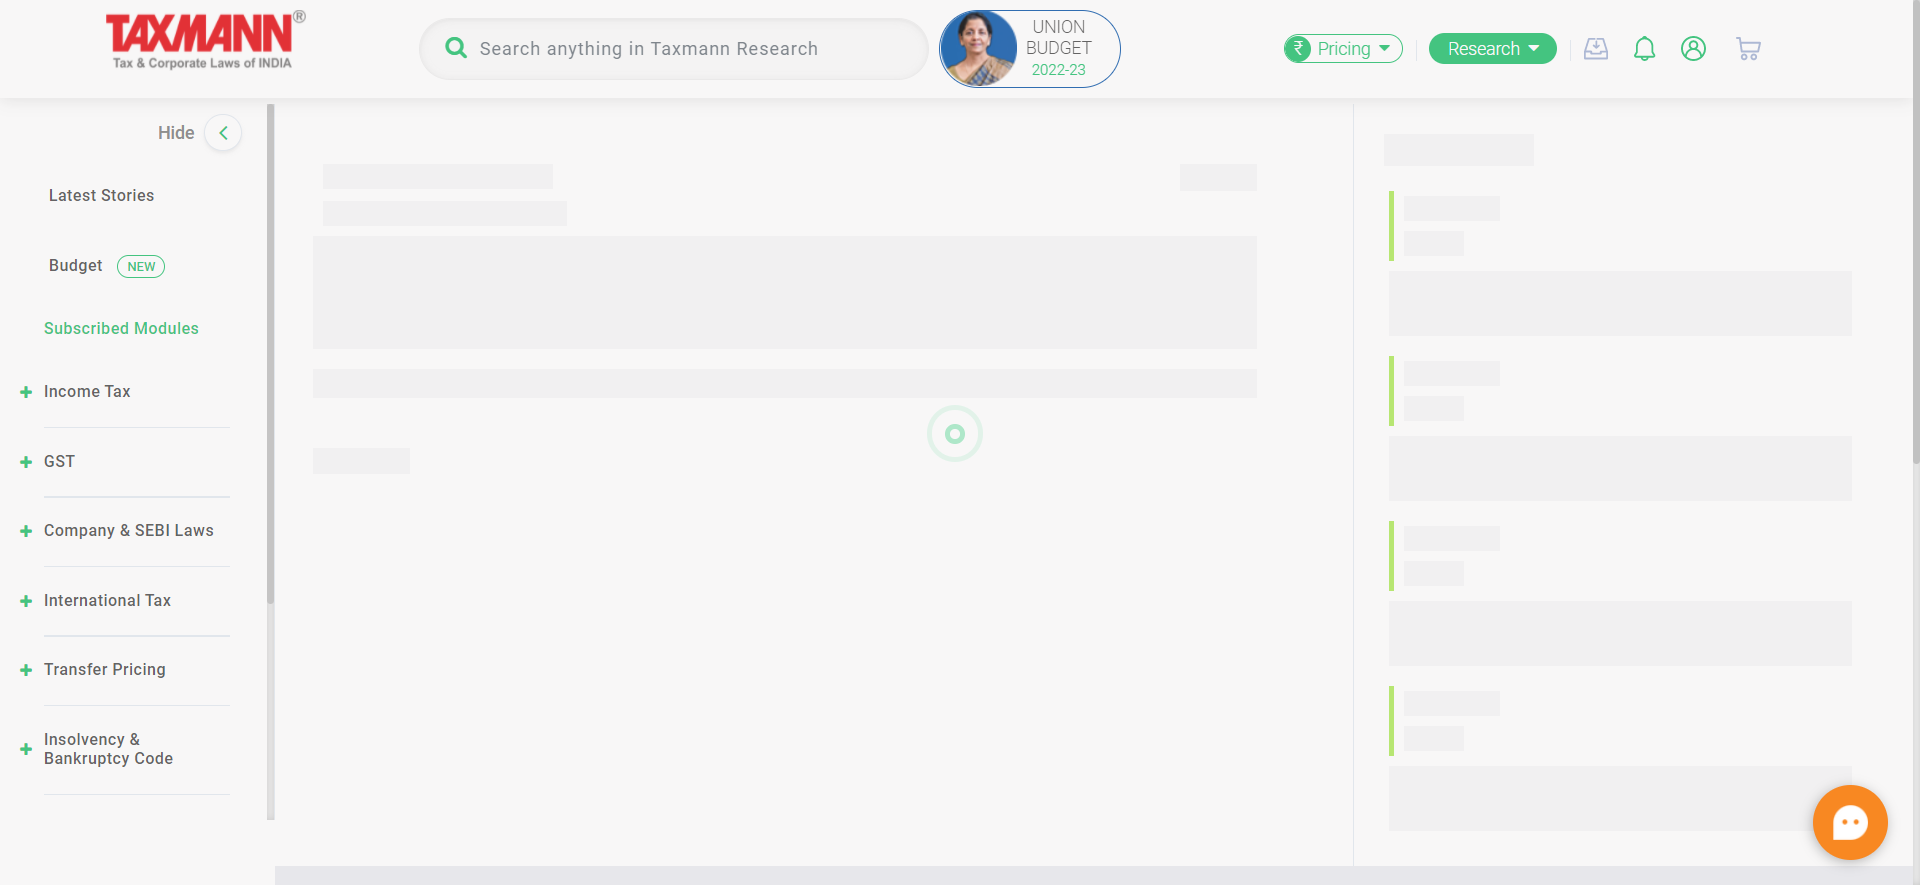 TAXMANN®
Tax & Corporate Laws of INDIA
Search anything in Taxmann Research
UNION
BUDGET
2022-23
₹ Pricing
Research
Hide
Latest Stories
Budget NEW
Subscribed Modules
Income Tax
GST
Company & SEBI Laws
International Tax
Transfer Pricing
Insolvency &
Bankruptcy Code